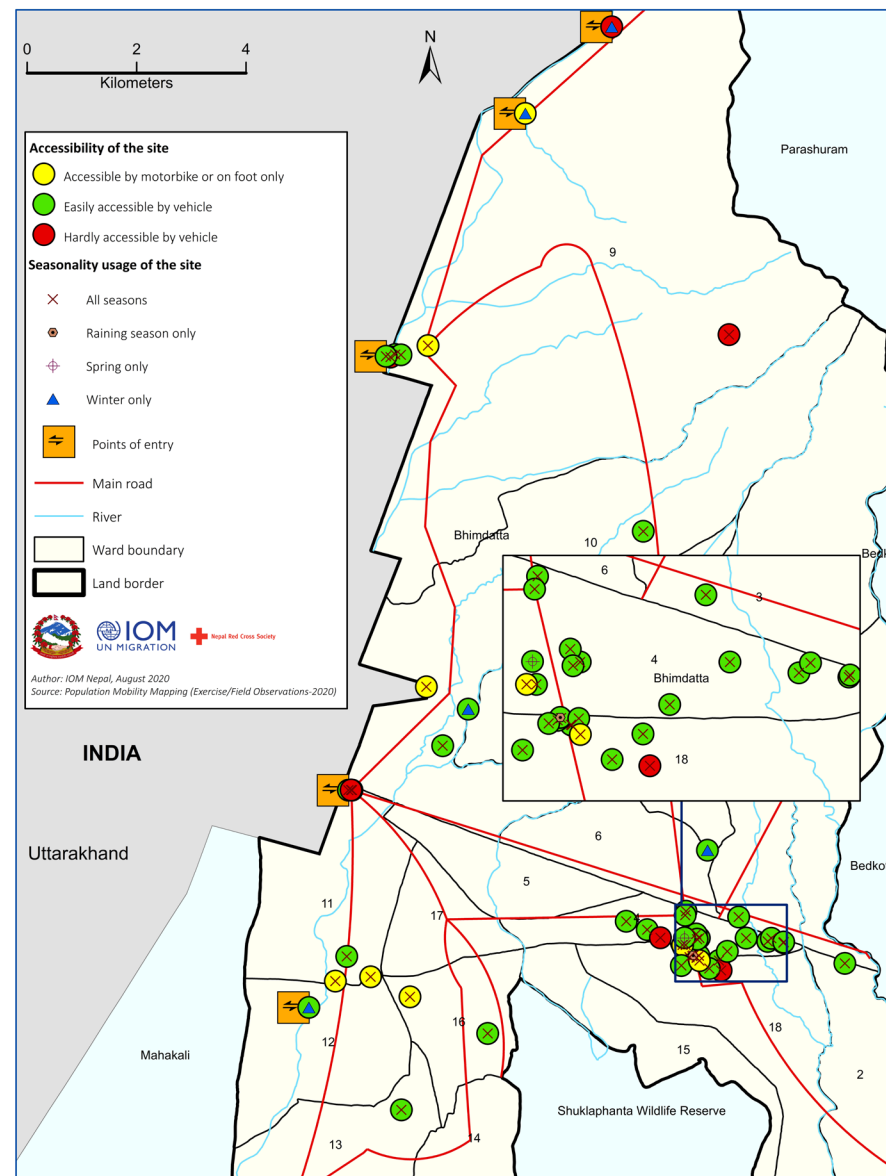 0 2 4
Kilometers
N
Parashuram
Accessibility of the site
Accessible by motorbike or on foot only
Easily accessible by vehicle
Hardly accessible by vehicle
Seasonality usage of the site
All seasons
Raining season only
Spring only
Winter only
Points of entry
Main road
River
Ward boundary
Land border
IOM
UN MIGRATION
Nepal Red Cross Society
Author: IOM Nepal, August 2020
Source: Population Mobility Mapping (Exercise/Field Observations-2020)
9
Bhimdatta
10
Bedk
6
3
4
Bhimdatta
18
INDIA
Uttarakhand
6
5
Bedko
11
17
4
12
16
18
15
2
Mahakali
Shuklaphanta Wildlife Reserve
13
14